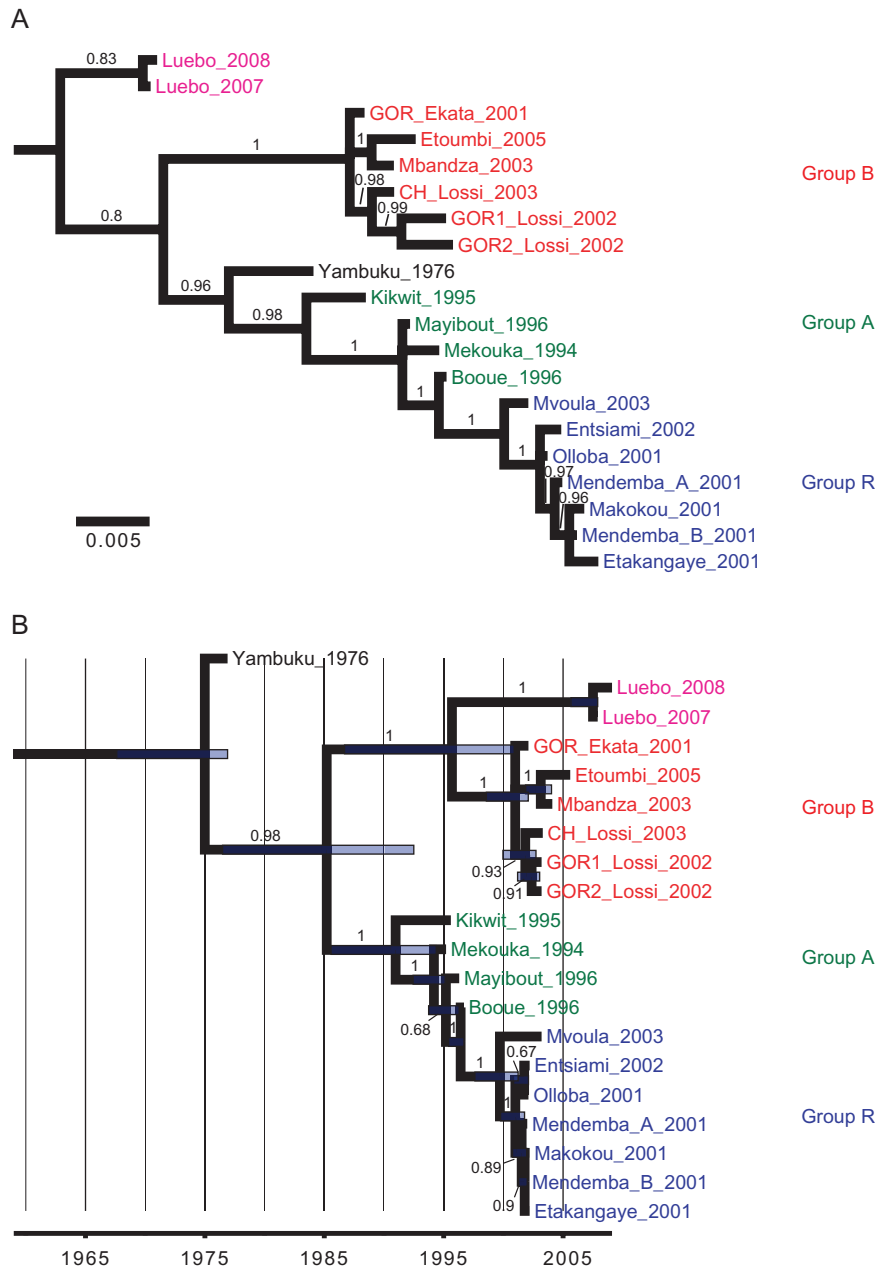 A
0.83
Luebo_2008
Luebo_2007
GOR_Ekata_2001
1
1
Etoumbi_2005
Mbandza_2003
Group B
0.98
CH_Lossi_2003
0.99
GOR1_Lossi_2002
0.8
GOR2_Lossi_2002
Yambuku_1976
0.96
Kikwit_1995
0.98
Mayibout_1996
Group A
1
Mekouka_1994
Booue_1996
1
Mvoula_2003
1
Entsiami_2002
1
Olloba_2001
0.97
Mendemba_A_2001
Group R
0.96
Makokou_2001
Mendemba_B_2001
0.005
Etakangaye_2001
B
Yambuku_1976
1
Luebo_2008
Luebo_2007
1
GOR_Ekata_2001
1
Etoumbi_2005
1
Mbandza_2003
Group B
0.98
CH_Lossi_2003
0.93
GOR1_Lossi_2002
0.91
GOR2_Lossi_2002
Kikwit_1995
1
Mekouka_1994
Group A
1
Mayibout_1996
Booue_1996
0.68
1
Mvoula_2003
0.67
1
Entsiami_2002
Olloba_2001
1
Mendemba_A_2001
Group R
Makokou_2001
0.89
Mendemba_B_2001
0.9
Etakangaye_2001
1965 1975 1985 1995 2005